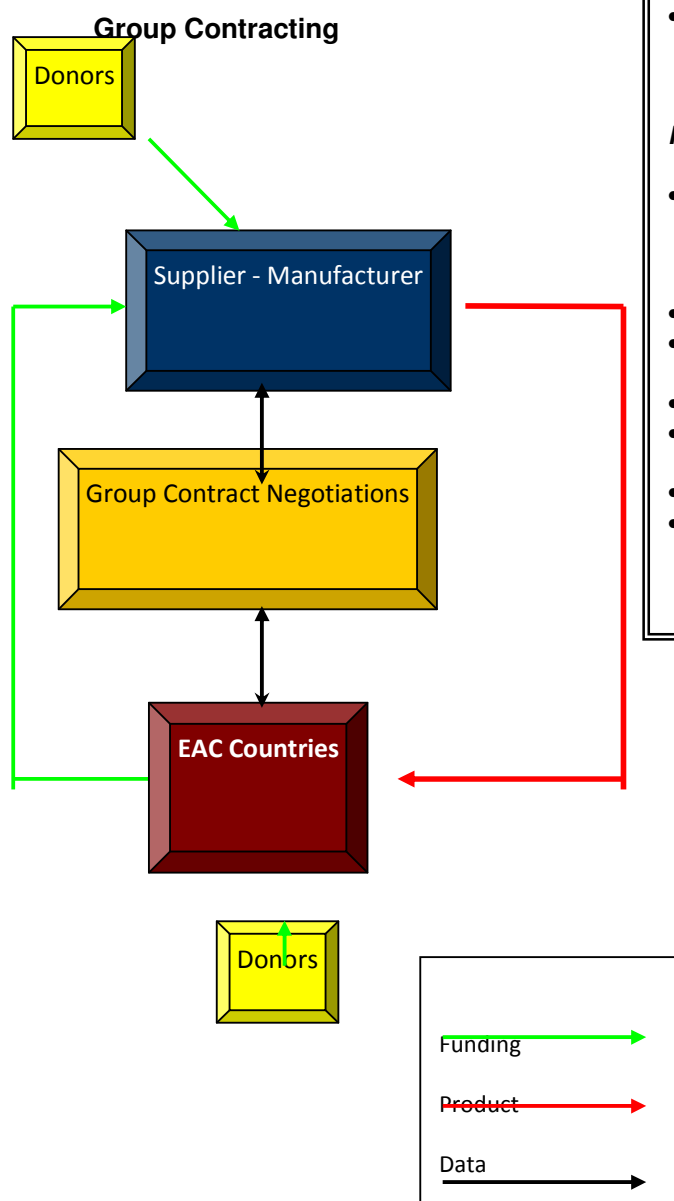 Group Contracting
Donors
Supplier - Manufacturer
Group Contract Negotiations
EAC Countries
Donors
Funding
Product
Data